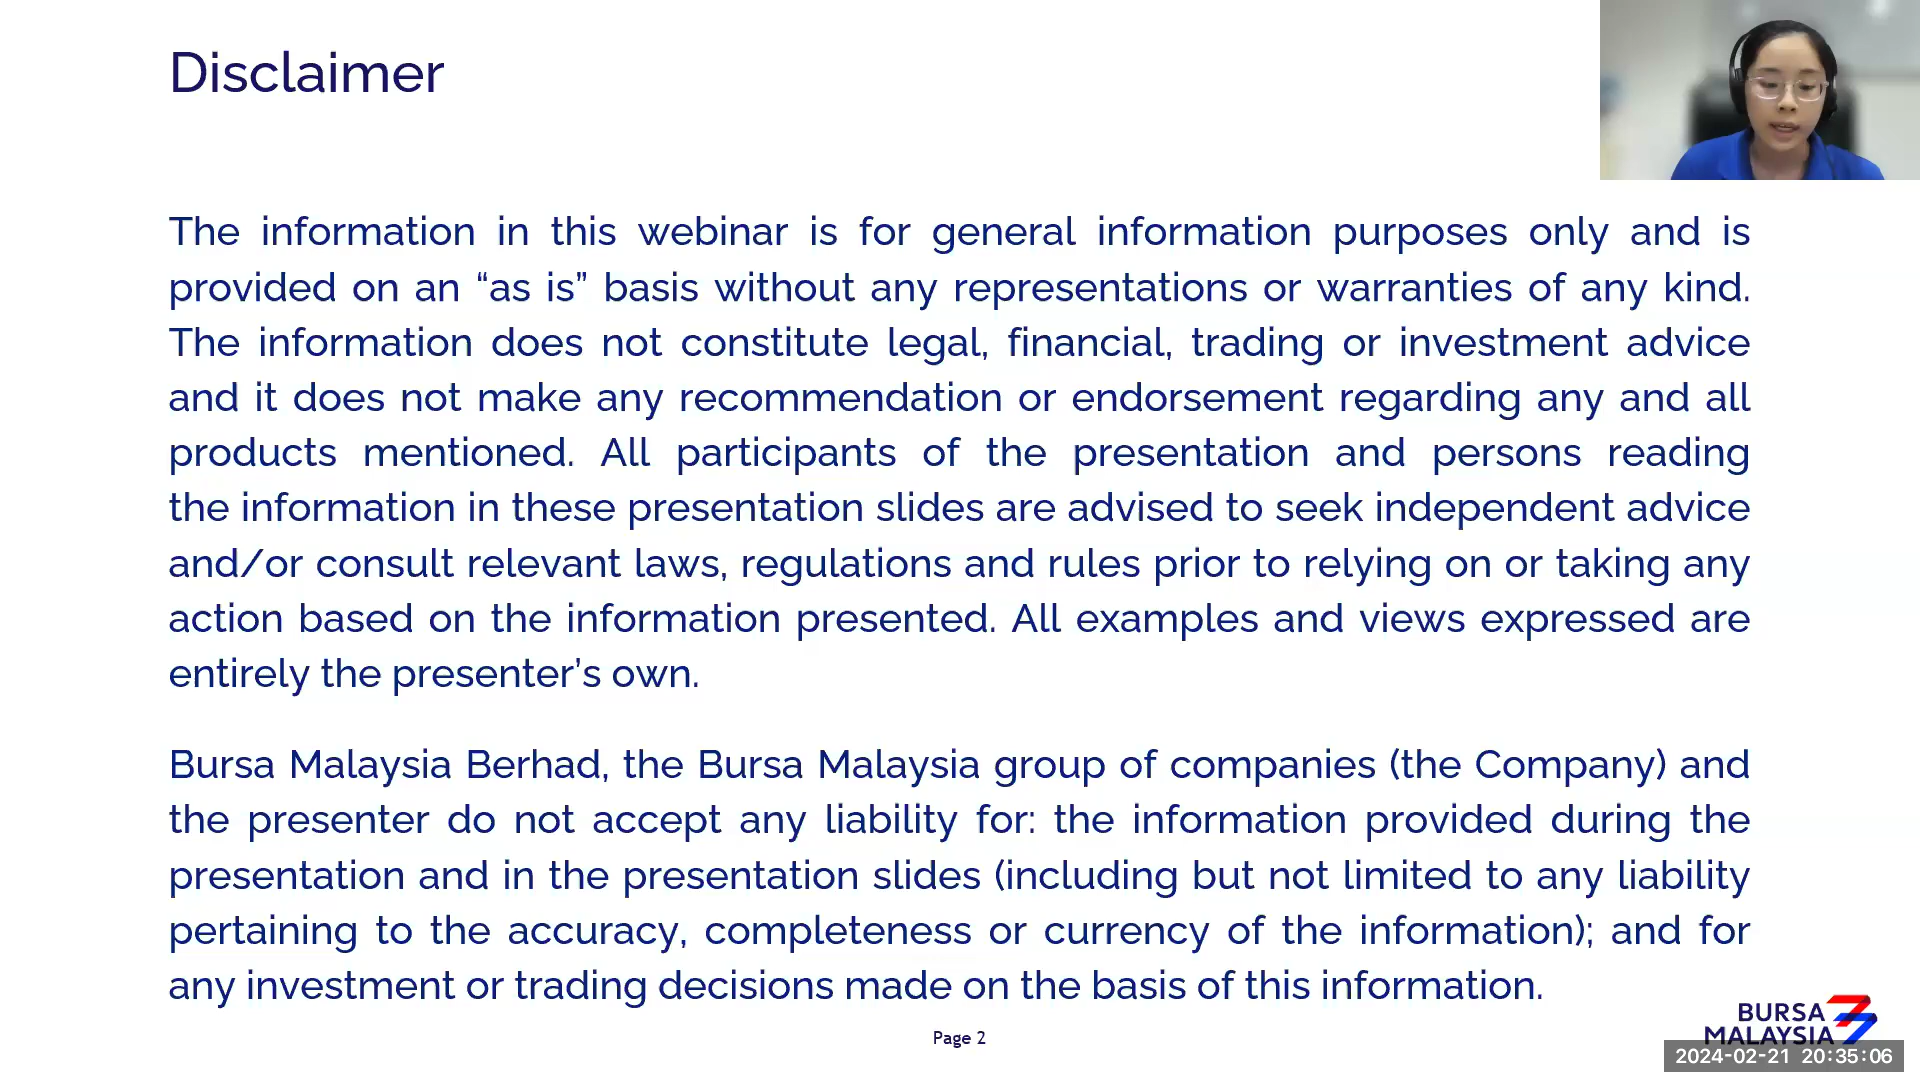 Disclaimer
The information in this webinar is for general information purposes only and is
provided on an “as is” basis without any representations or warranties of any kind.
The information does not constitute legal, financial, trading or investment advice
and it does not make any recommendation or endorsement regarding any and all
products mentioned. All participants of the presentation and persons reading
the information in these presentation slides are advised to seek independent advice
and/or consult relevant laws, regulations and rules prior to relying on or taking any
action based on the information presented. All examples and views expressed are
entirely the presenter’s own.
Bursa Malaysia Berhad, the Bursa Malaysia group of companies (the Company) and
the presenter do not accept any liability for: the information provided during the
presentation and in the presentation slides (including but not limited to any liability
pertaining to the accuracy, completeness or currency of the information); and for
any investment or trading decisions made on the basis of this information.
Page 2
BURSA
MALAYSIA
2024-02-21 20:35:06